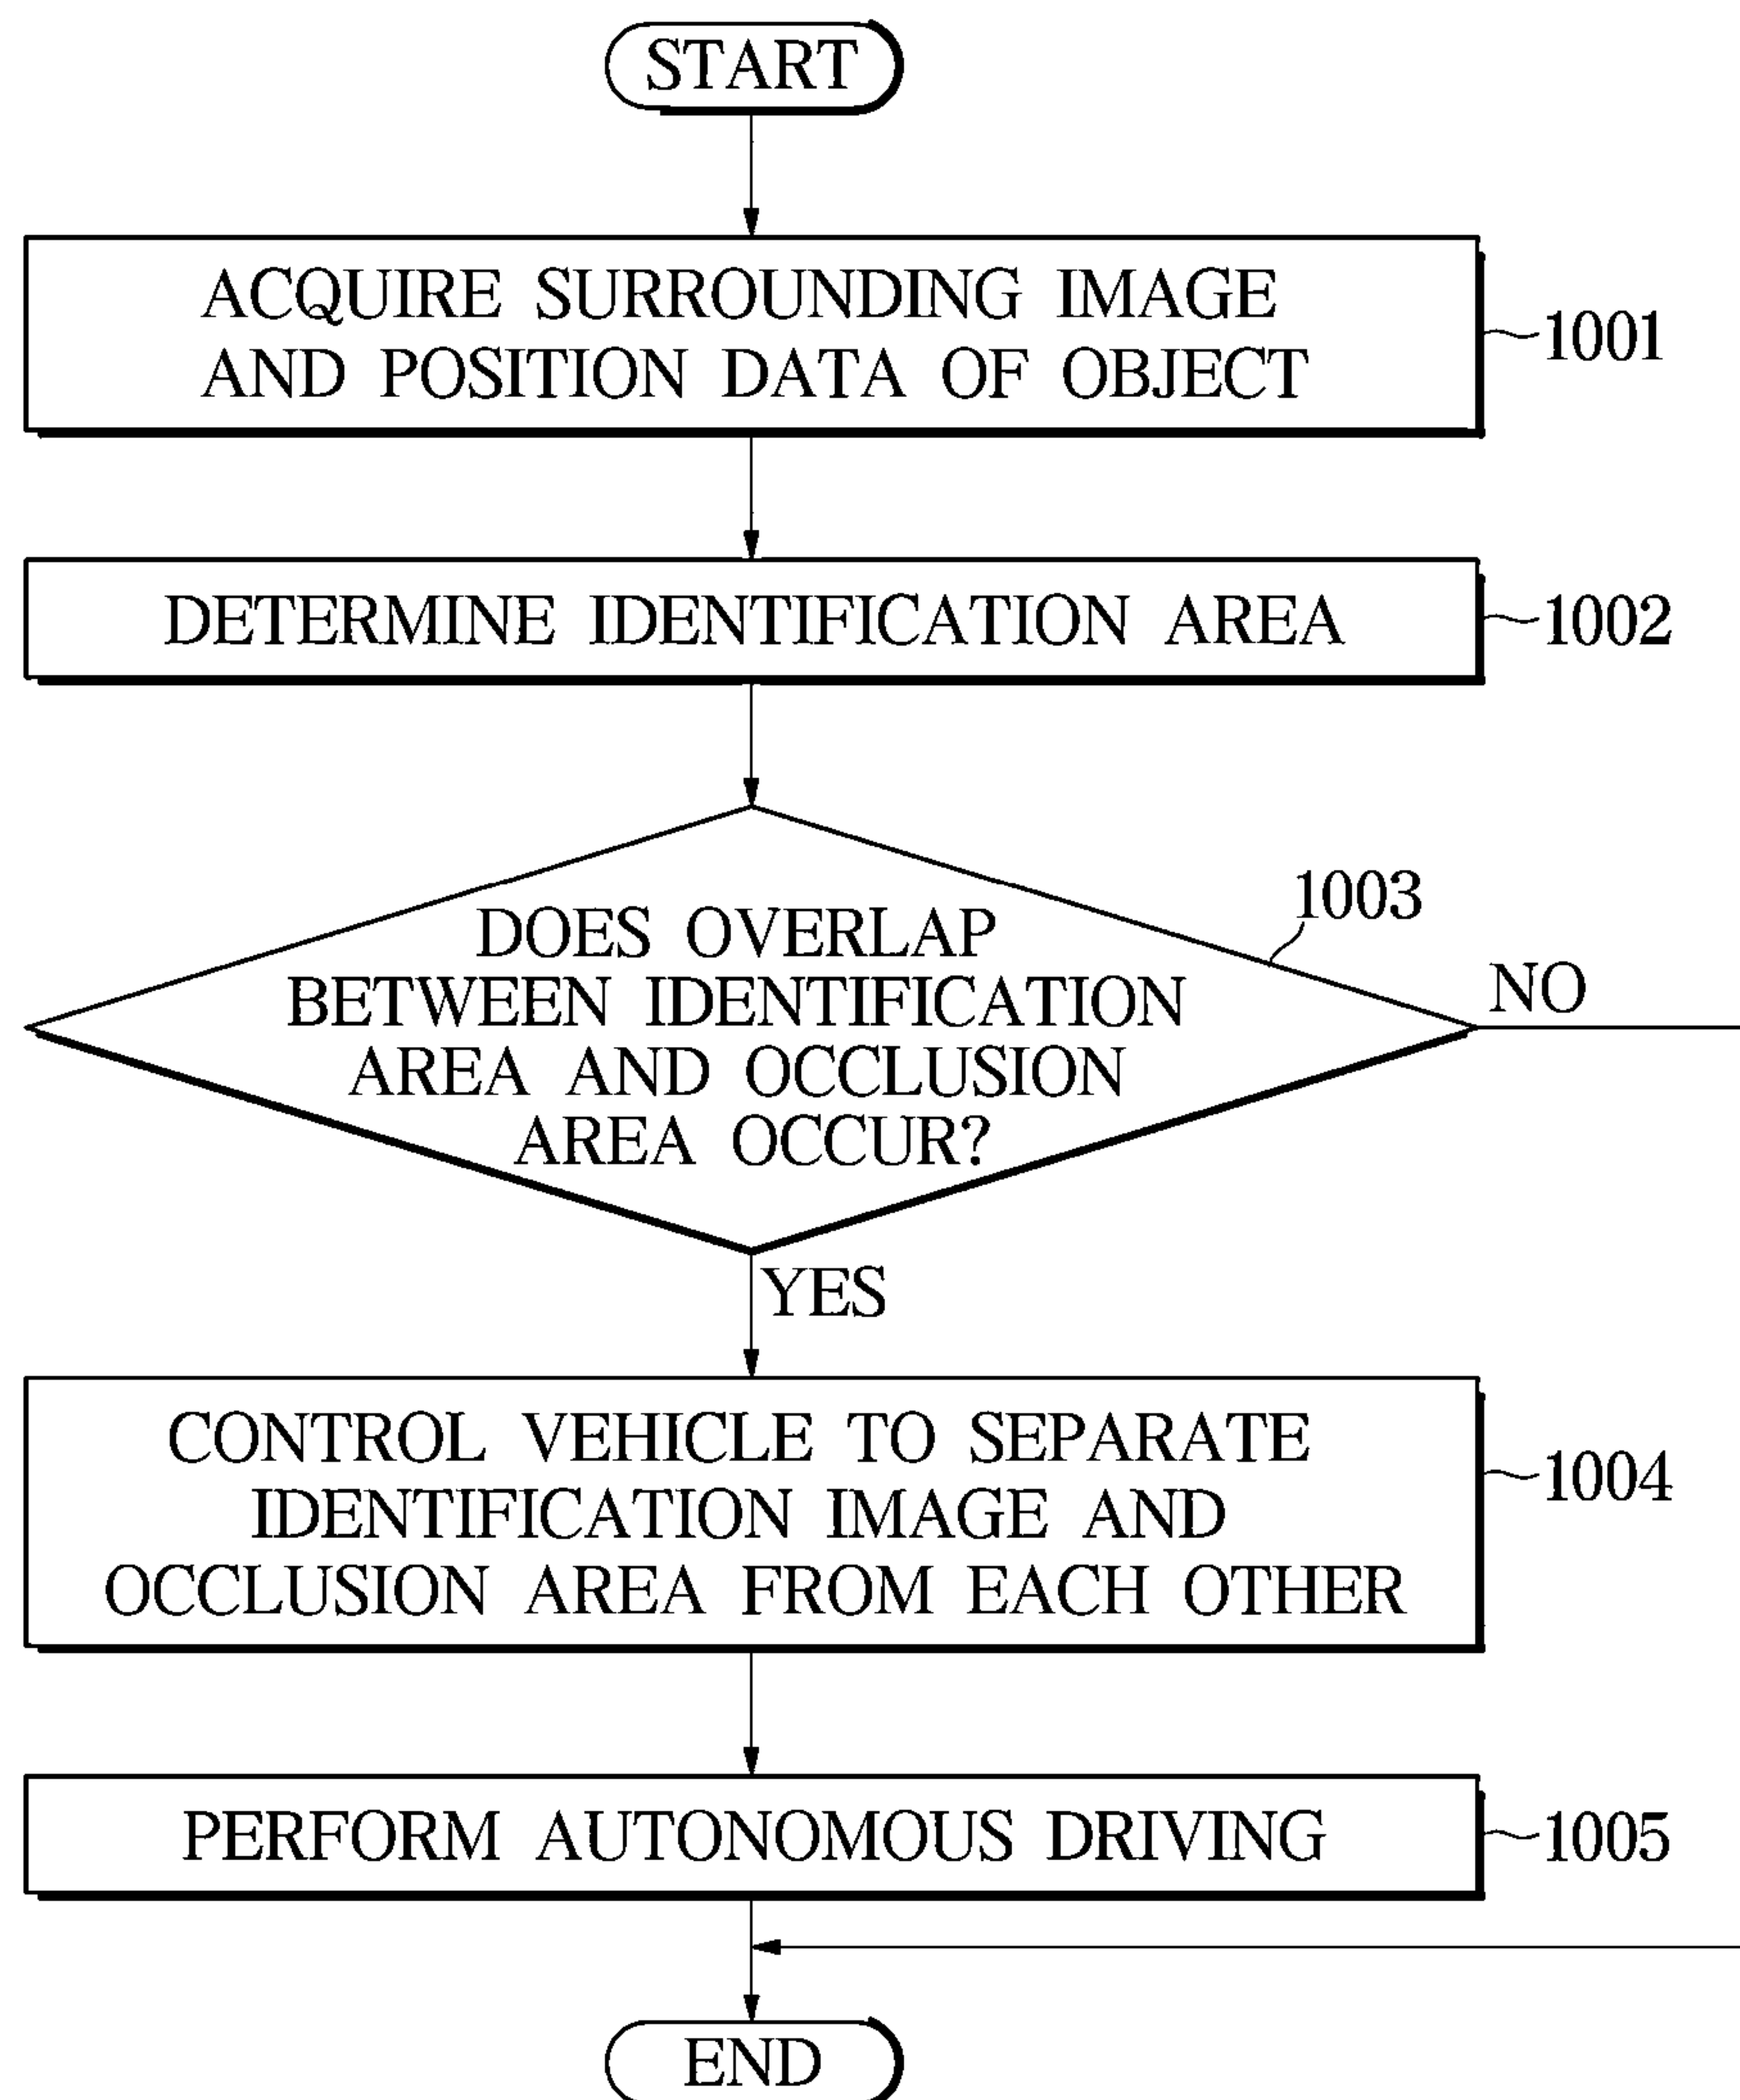 START
ACQUIRE SURROUNDING IMAGE
AND POSITION DATA OF OBJECT
1001
DETERMINE IDENTIFICATION AREA
1002
1003
DOES OVERLAP
BETWEEN IDENTIFICATION
AREA AND OCCLUSION
AREA OCCUR?
NO
YES
CONTROL VEHICLE TO SEPARATE
IDENTIFICATION IMAGE AND
OCCLUSION AREA FROM EACH OTHER
1004
PERFORM AUTONOMOUS DRIVING
1005
END